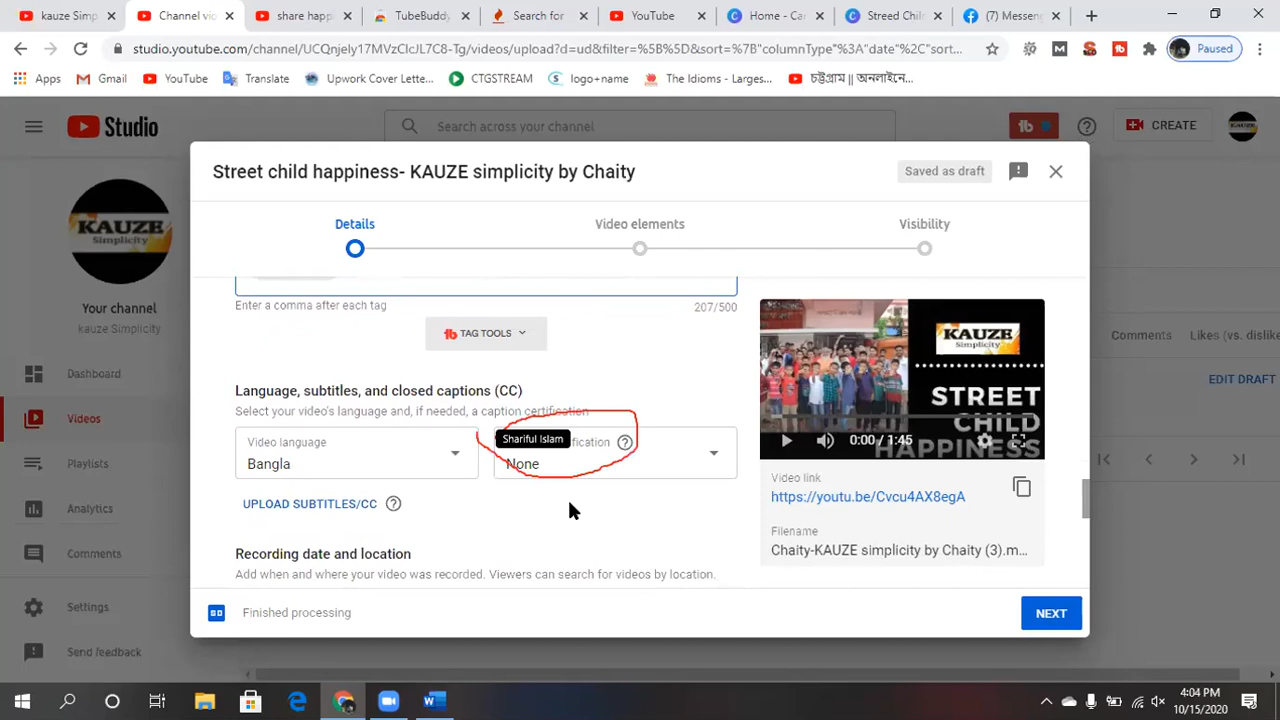 kauze Simp
Channel vi
share happ
TubeBuddy
Search for
YouTube
Home - Ca
Streed Chil
(7) Messen
studio.youtube.com/channel/UCQnjely17MVzClcJL7C8-Tg/videos/upload?d=ud&filter=%5B%5D&sort=%7B"columnType"%3A"date"%2C"sort...
Paused
Apps
Gmail
YouTube
Translate
Upwork Cover Lette...
CTGSTREAM
logo+name
The Idioms - Larges...
চট্টগ্রাম || অনলাইনে...
Studio
Search across your channel
CREATE
Street child happiness- KAUZE simplicity by Chaity
Saved as draft
Details
Video elements
Visibility
KAUZE
Simplicity
Your channel
kauze Simplicity
Dashboard
Videos
Playlists
Analytics
Comments
Settings
Send feedback
Enter a comma after each tag
207/500
TAG TOOLS
Language, subtitles, and closed captions (CC)
Select your video's language and, if needed, a caption certification
Video language
Bangla
Shariful Islam
ification
None
UPLOAD SUBTITLES/CC
Recording date and location
Add when and where your video was recorded. Viewers can search for videos by location.
KAUZE
Simplicity
STREET
CHILD
HAPPINESS
0:00 / 1:45
Video link
https://youtu.be/Cvcu4AX8egA
Filename
Chaity-KAUZE simplicity by Chaity (3).m...
Comments
Likes (vs. dislike
EDIT DRAFT
SD
Finished processing
NEXT
4:04 PM
10/15/2020